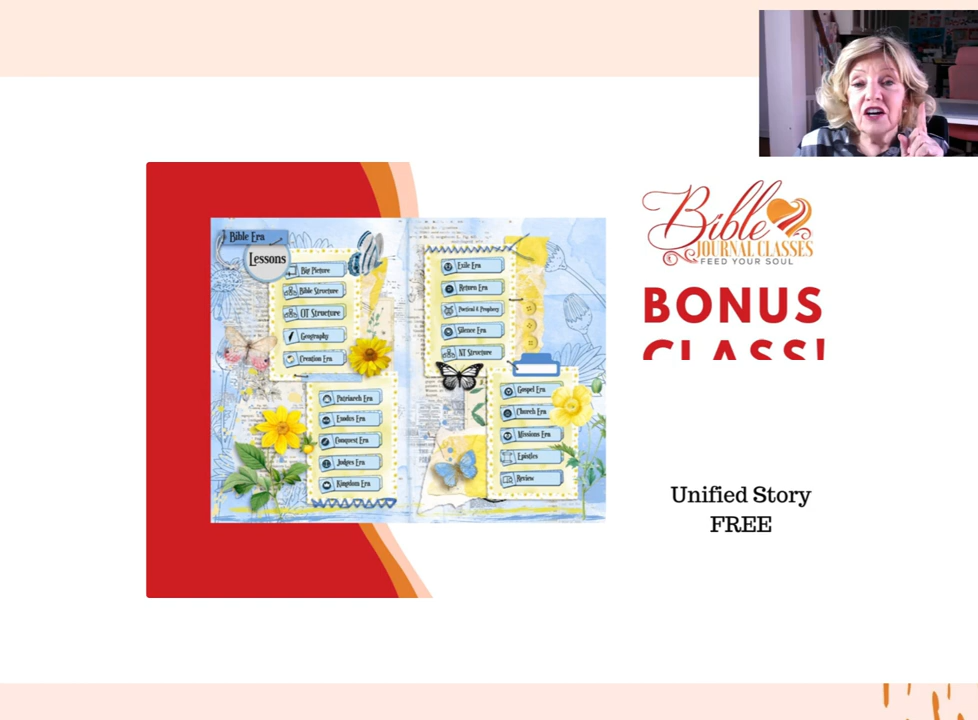 Bible Era
Lessons
Big Picture
Bible Structure
OT Structure
Geography
Creation Era
Patriarch Era
Exodus Era
Conquest Era
Judges Era
Kingdom Era
Exile Era
Return Era
Poetical & Prophecy
Silence Era
NT Structure
Gospel Era
Church Era
Missions Era
Epistles
Review
Bible
JOURNAL CLASSES
FEED YOUR SOUL
BONUS
CLASS!
Unified Story
FREE